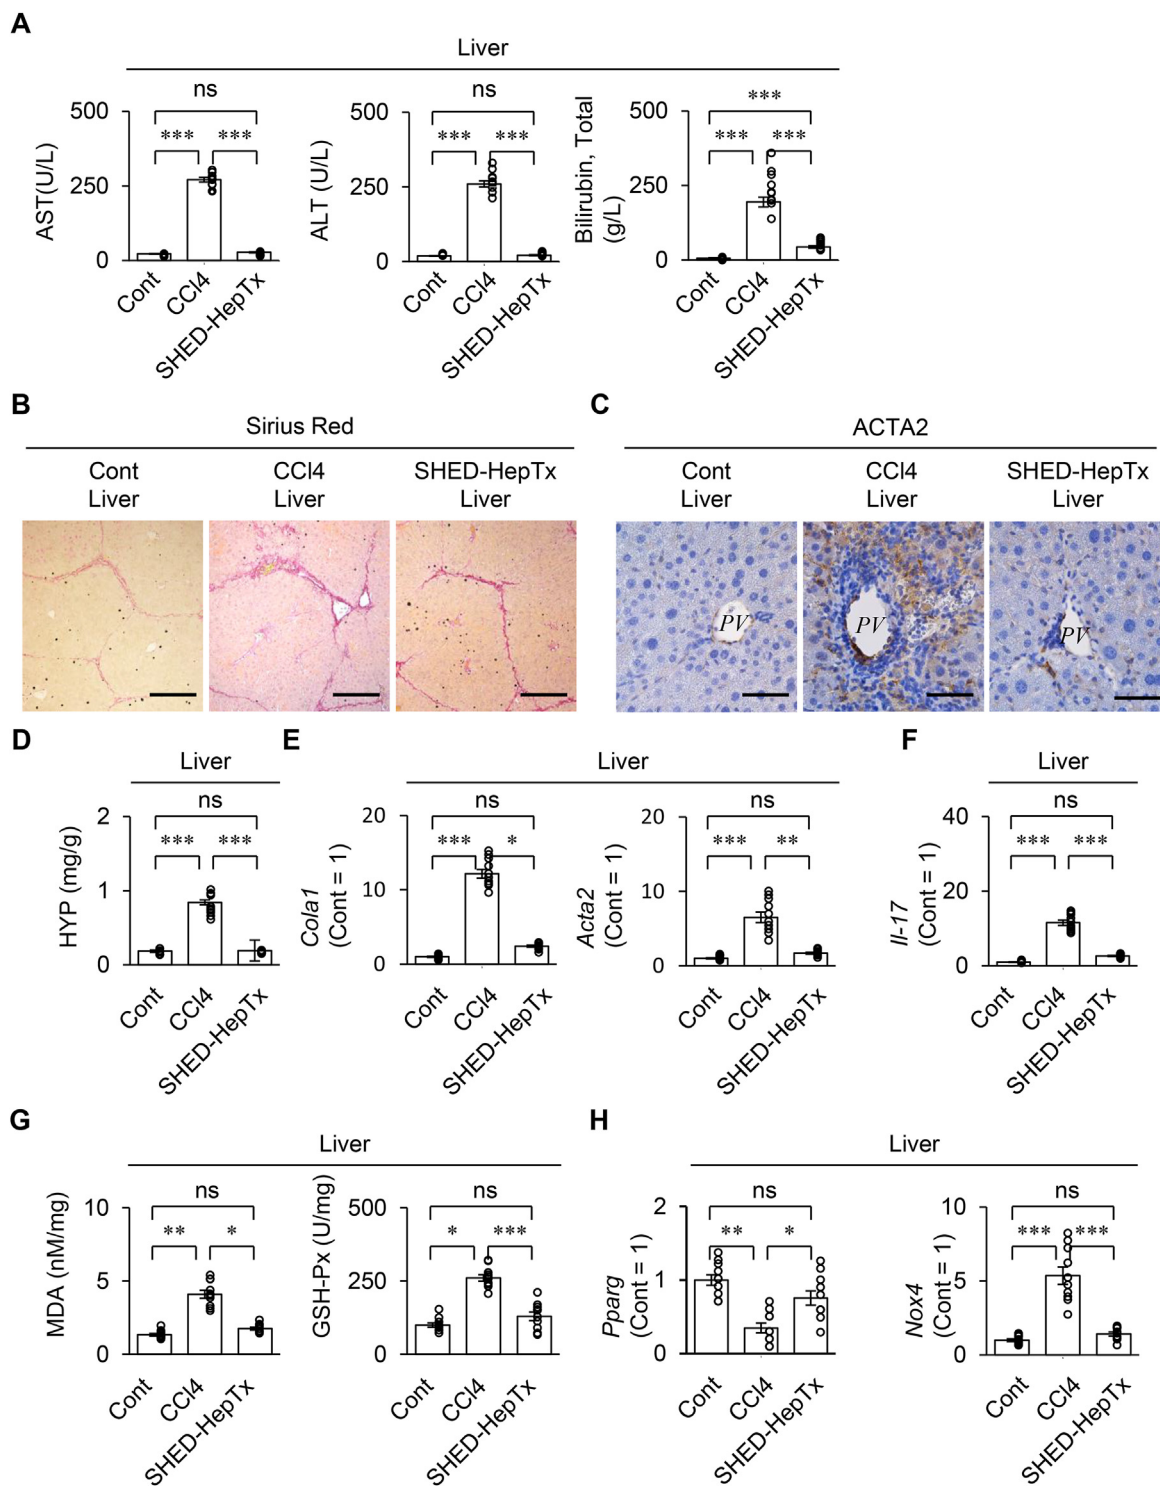 A
Liver
ns
*** ***
500
250
0
AST(U/L)
Cont
CCl4
SHED-HepTx
ns
*** ***
500
250
0
ALT (U/L)
Cont
CCl4
SHED-HepTx
***
*** ***
500
250
0
Bilirubin, Total
(g/L)
Cont
CCl4
SHED-HepTx
B
Sirius Red
Cont
Liver
CCl4
Liver
SHED-HepTx
Liver
C
ACTA2
Cont
Liver
CCl4
Liver
SHED-HepTx
Liver
PV
PV
PV
D
Liver
ns
*** ***
2
1
0
HYP (mg/g)
Cont
CCl4
SHED-HepTx
E
Liver
ns
*** *
20
10
0
Cola1
(Cont = 1)
Cont
CCl4
SHED-HepTx
ns
*** **
20
10
0
Acta2
(Cont = 1)
Cont
CCl4
SHED-HepTx
F
Liver
ns
*** ***
40
20
0
Il-17
(Cont = 1)
Cont
CCl4
SHED-HepTx
G
Liver
ns
** *
10
5
0
MDA (nM/mg)
Cont
CCl4
SHED-HepTx
ns
* ***
500
250
0
GSH-Px (U/mg)
Cont
CCl4
SHED-HepTx
H
Liver
ns
** *
2
1
0
Pparg
(Cont = 1)
Cont
CCl4
SHED-HepTx
ns
*** ***
10
5
0
Nox4
(Cont = 1)
Cont
CCl4
SHED-HepTx